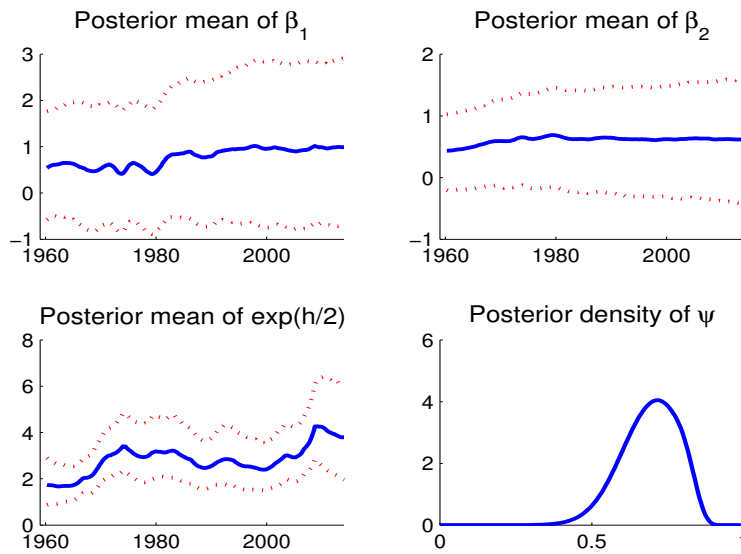 Posterior mean of β₁
3
2
1
0
−1
1960 1980 2000
Posterior mean of β₂
2
1
0
−1
1960 1980 2000
Posterior mean of exp(h/2)
8
6
4
2
0
1960 1980 2000
Posterior density of ψ
6
4
2
0
0 0.5